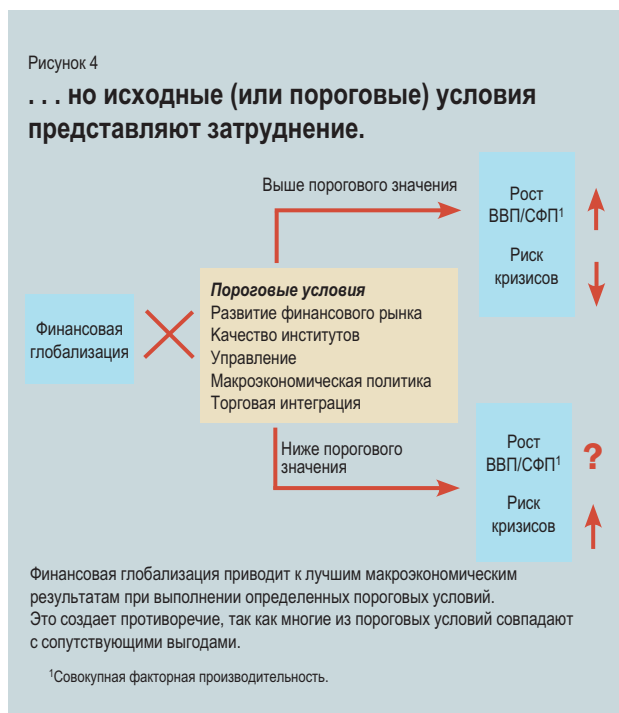 Рисунок 4
. . . но исходные (или пороговые) условия
представляют затруднение.
Выше порогового значения
Рост
ВВП/СФП¹
Риск
кризисов
Финансовая
глобализация
Пороговые условия
Развитие финансового рынка
Качество институтов
Управление
Макроэкономическая политика
Торговая интеграция
Ниже порогового
значения
Рост
ВВП/СФП¹
?
Риск
кризисов
Финансовая глобализация приводит к лучшим макроэкономическим
результатам при выполнении определенных пороговых условий.
Это создает противоречие, так как многие из пороговых условий совпадают
с сопутствующими выгодами.
¹Совокупная факторная производительность.